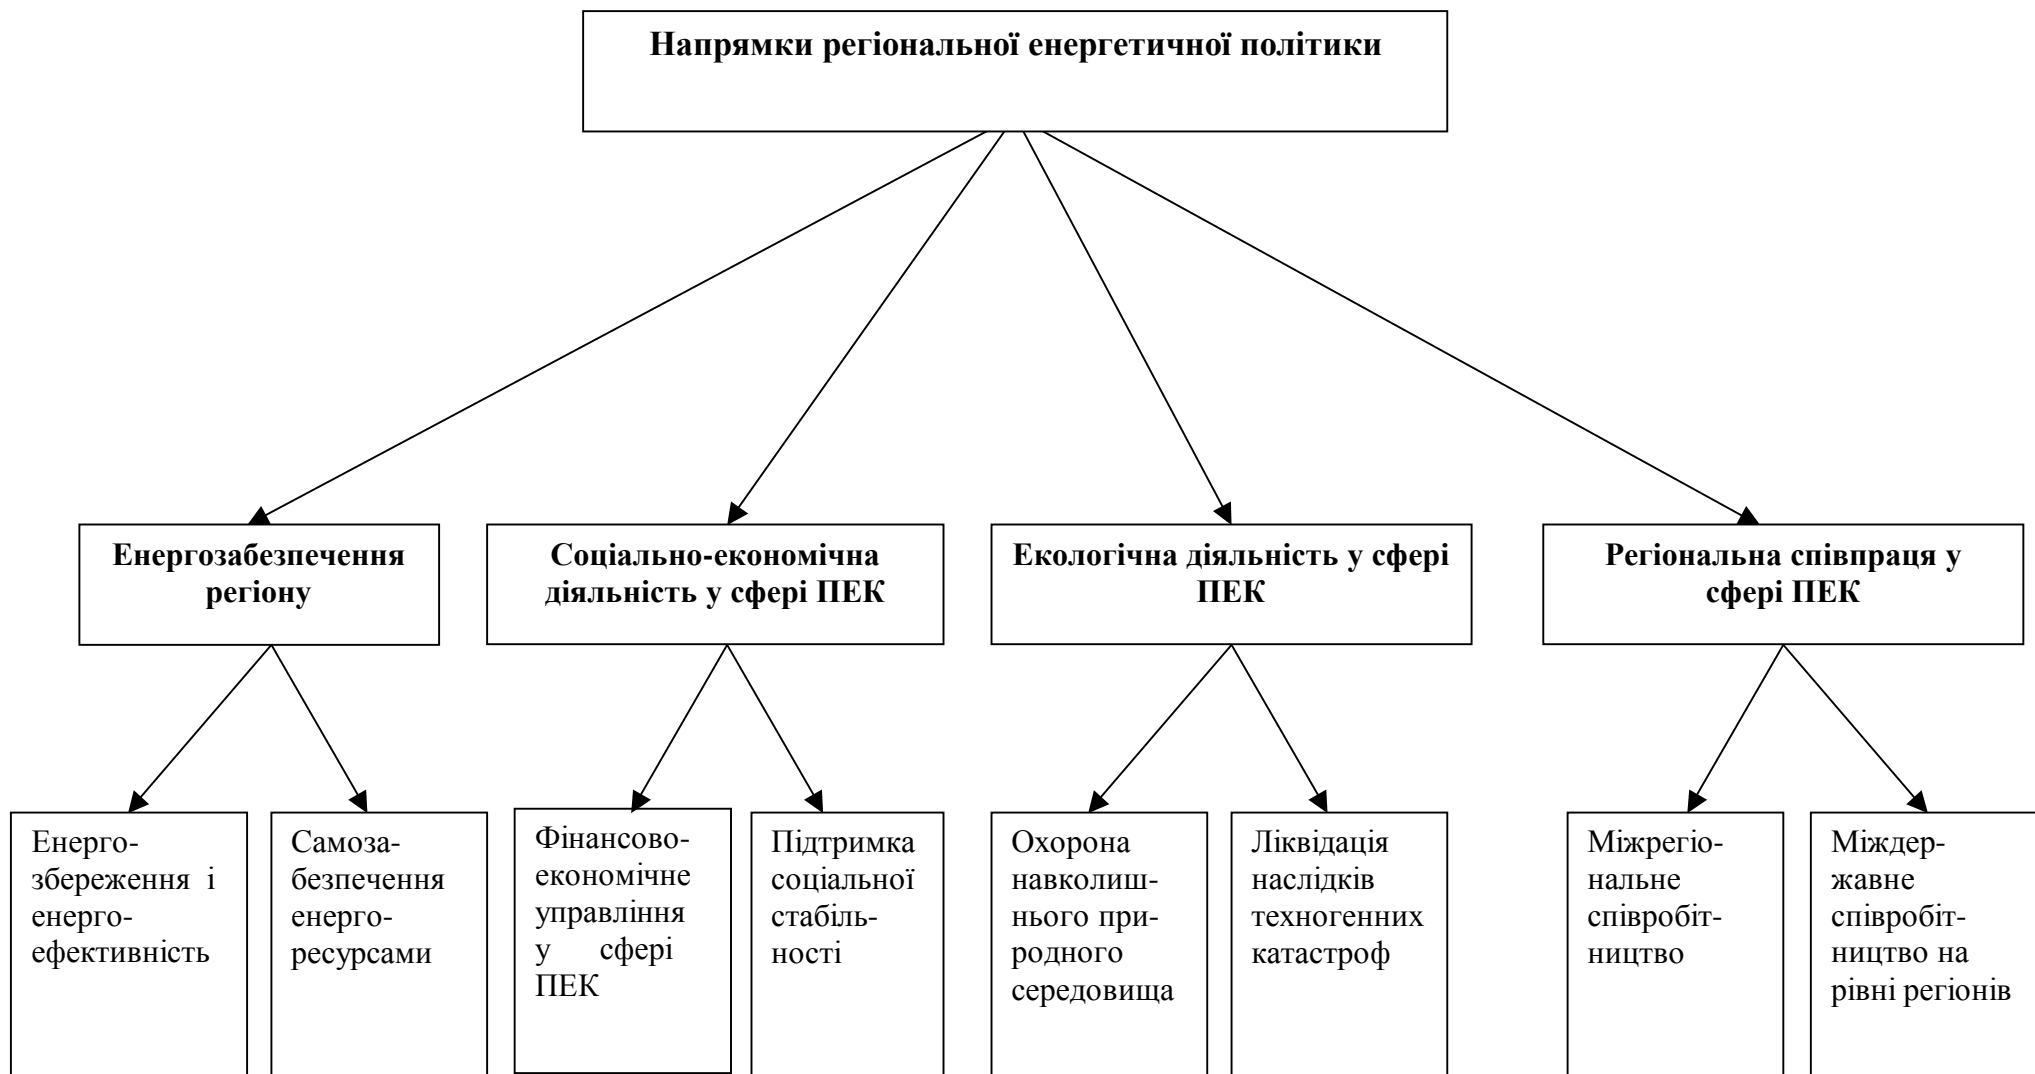 Напрямки регіональної енергетичної політики
Енергозабезпечення
регіону
Соціально-економічна
діяльність у сфері ПЕК
Екологічна діяльність у сфері
ПЕК
Регіональна співпраця у
сфері ПЕК
Енерго-
збереження і
енерго-
ефективність
Самоза-
безпечення
енерго-
ресурсами
Фінансово-
економічне
управління
у сфері
ПЕК
Підтримка
соціальної
стабіль-
ності
Охорона
навколиш-
нього при-
родного
середовища
Ліквідація
наслідків
техногенних
катастроф
Міжрегіо-
нальне
співробіт-
ництво
Міждер-
жавне
співробіт-
ництво на
рівні регіонів